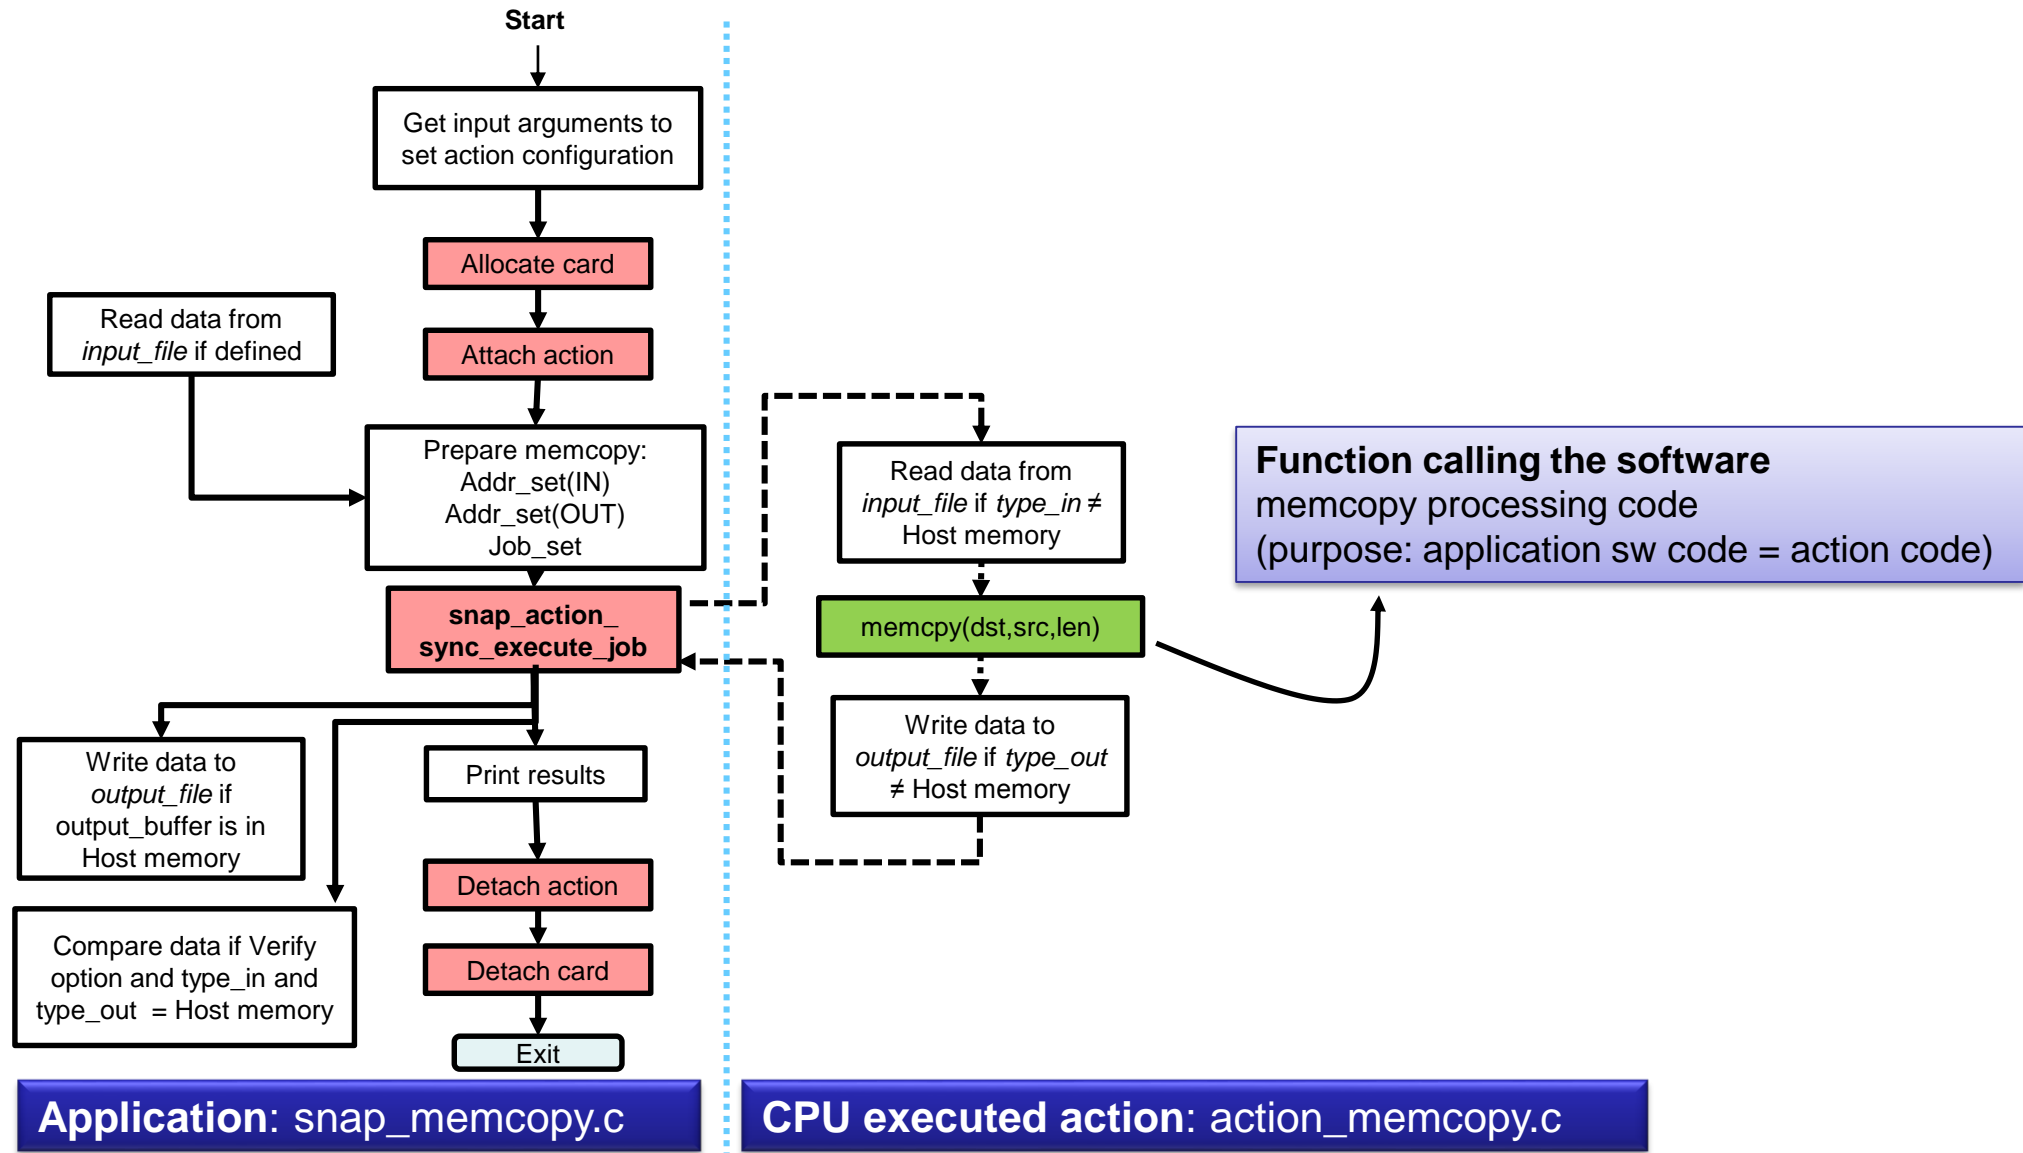 Start
Get input arguments to
set action configuration
Allocate card
Read data from
input_file if defined
Attach action
Prepare memcopy:
Addr_set(IN)
Addr_set(OUT)
Job_set
snap_action_
sync_execute_job
Write data to
output_file if
output_buffer is in
Host memory
Print results
Compare data if Verify
option and type_in and
type_out = Host memory
Detach action
Detach card
Exit
Application: snap_memcopy.c
Read data from
input_file if type_in ≠
Host memory
memcpy(dst,src,len)
Write data to
output_file if type_out
≠ Host memory
Function calling the software
memcopy processing code
(purpose: application sw code = action code)
CPU executed action: action_memcopy.c